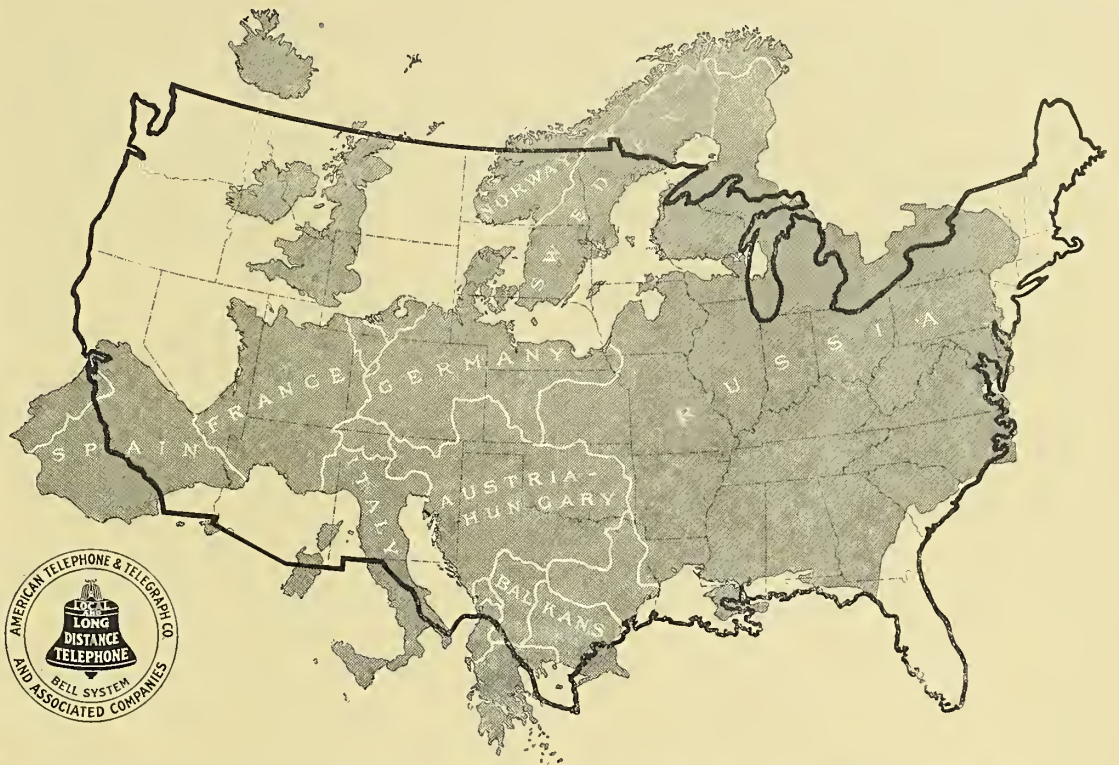 NORWAY
SWED
GERMANY
RUSSIA
FRANCE
SPAIN
ITALY
AUSTRIA-
HUNGARY
BALKANS
AMERICAN TELEPHONE & TELEGRAPH CO.
AND ASSOCIATED COMPANIES
LOCAL
AND
LONG
DISTANCE
TELEPHONE
BELL SYSTEM